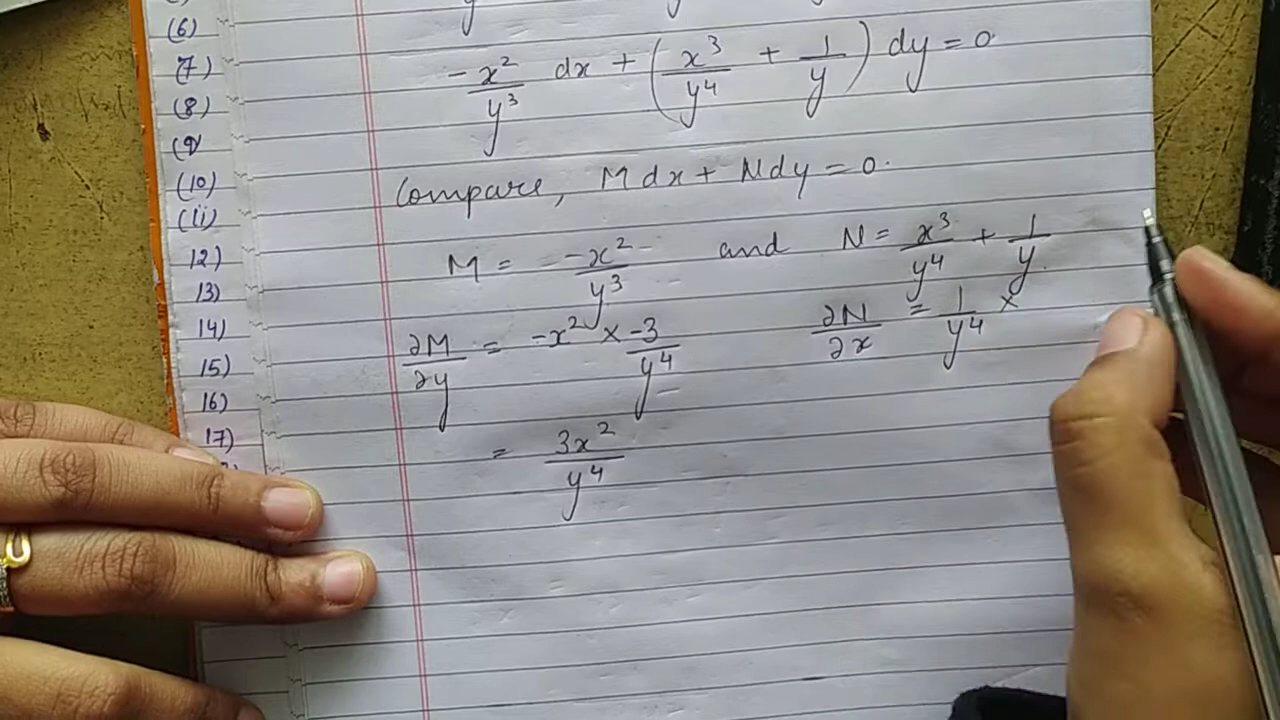 (6)
(7) -x²/y³ dx + (x³/y⁴ + 1/y) dy = 0
(8)
(9
(10) Compare, M dx + N dy = 0.
(11)
12) M = -x²/y³ and N = x³/y⁴ + 1/y.
13)
14) ∂M/∂y = -x² × -3/y⁴ ∂N/∂x = 1/y⁴ ×
15)
16)
17) = 3x²/y⁴